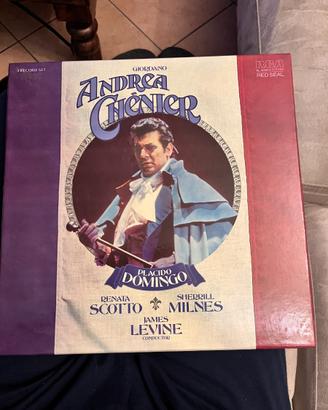 3 RECORD SET
GIORDANO
RCA
RED SEAL
ANDREA
CHÉNIER
PLACIDO
DOMINGO
RENATA
SCOTTO
SHERRILL
MILNES
JAMES
LEVINE
CONDUCTOR